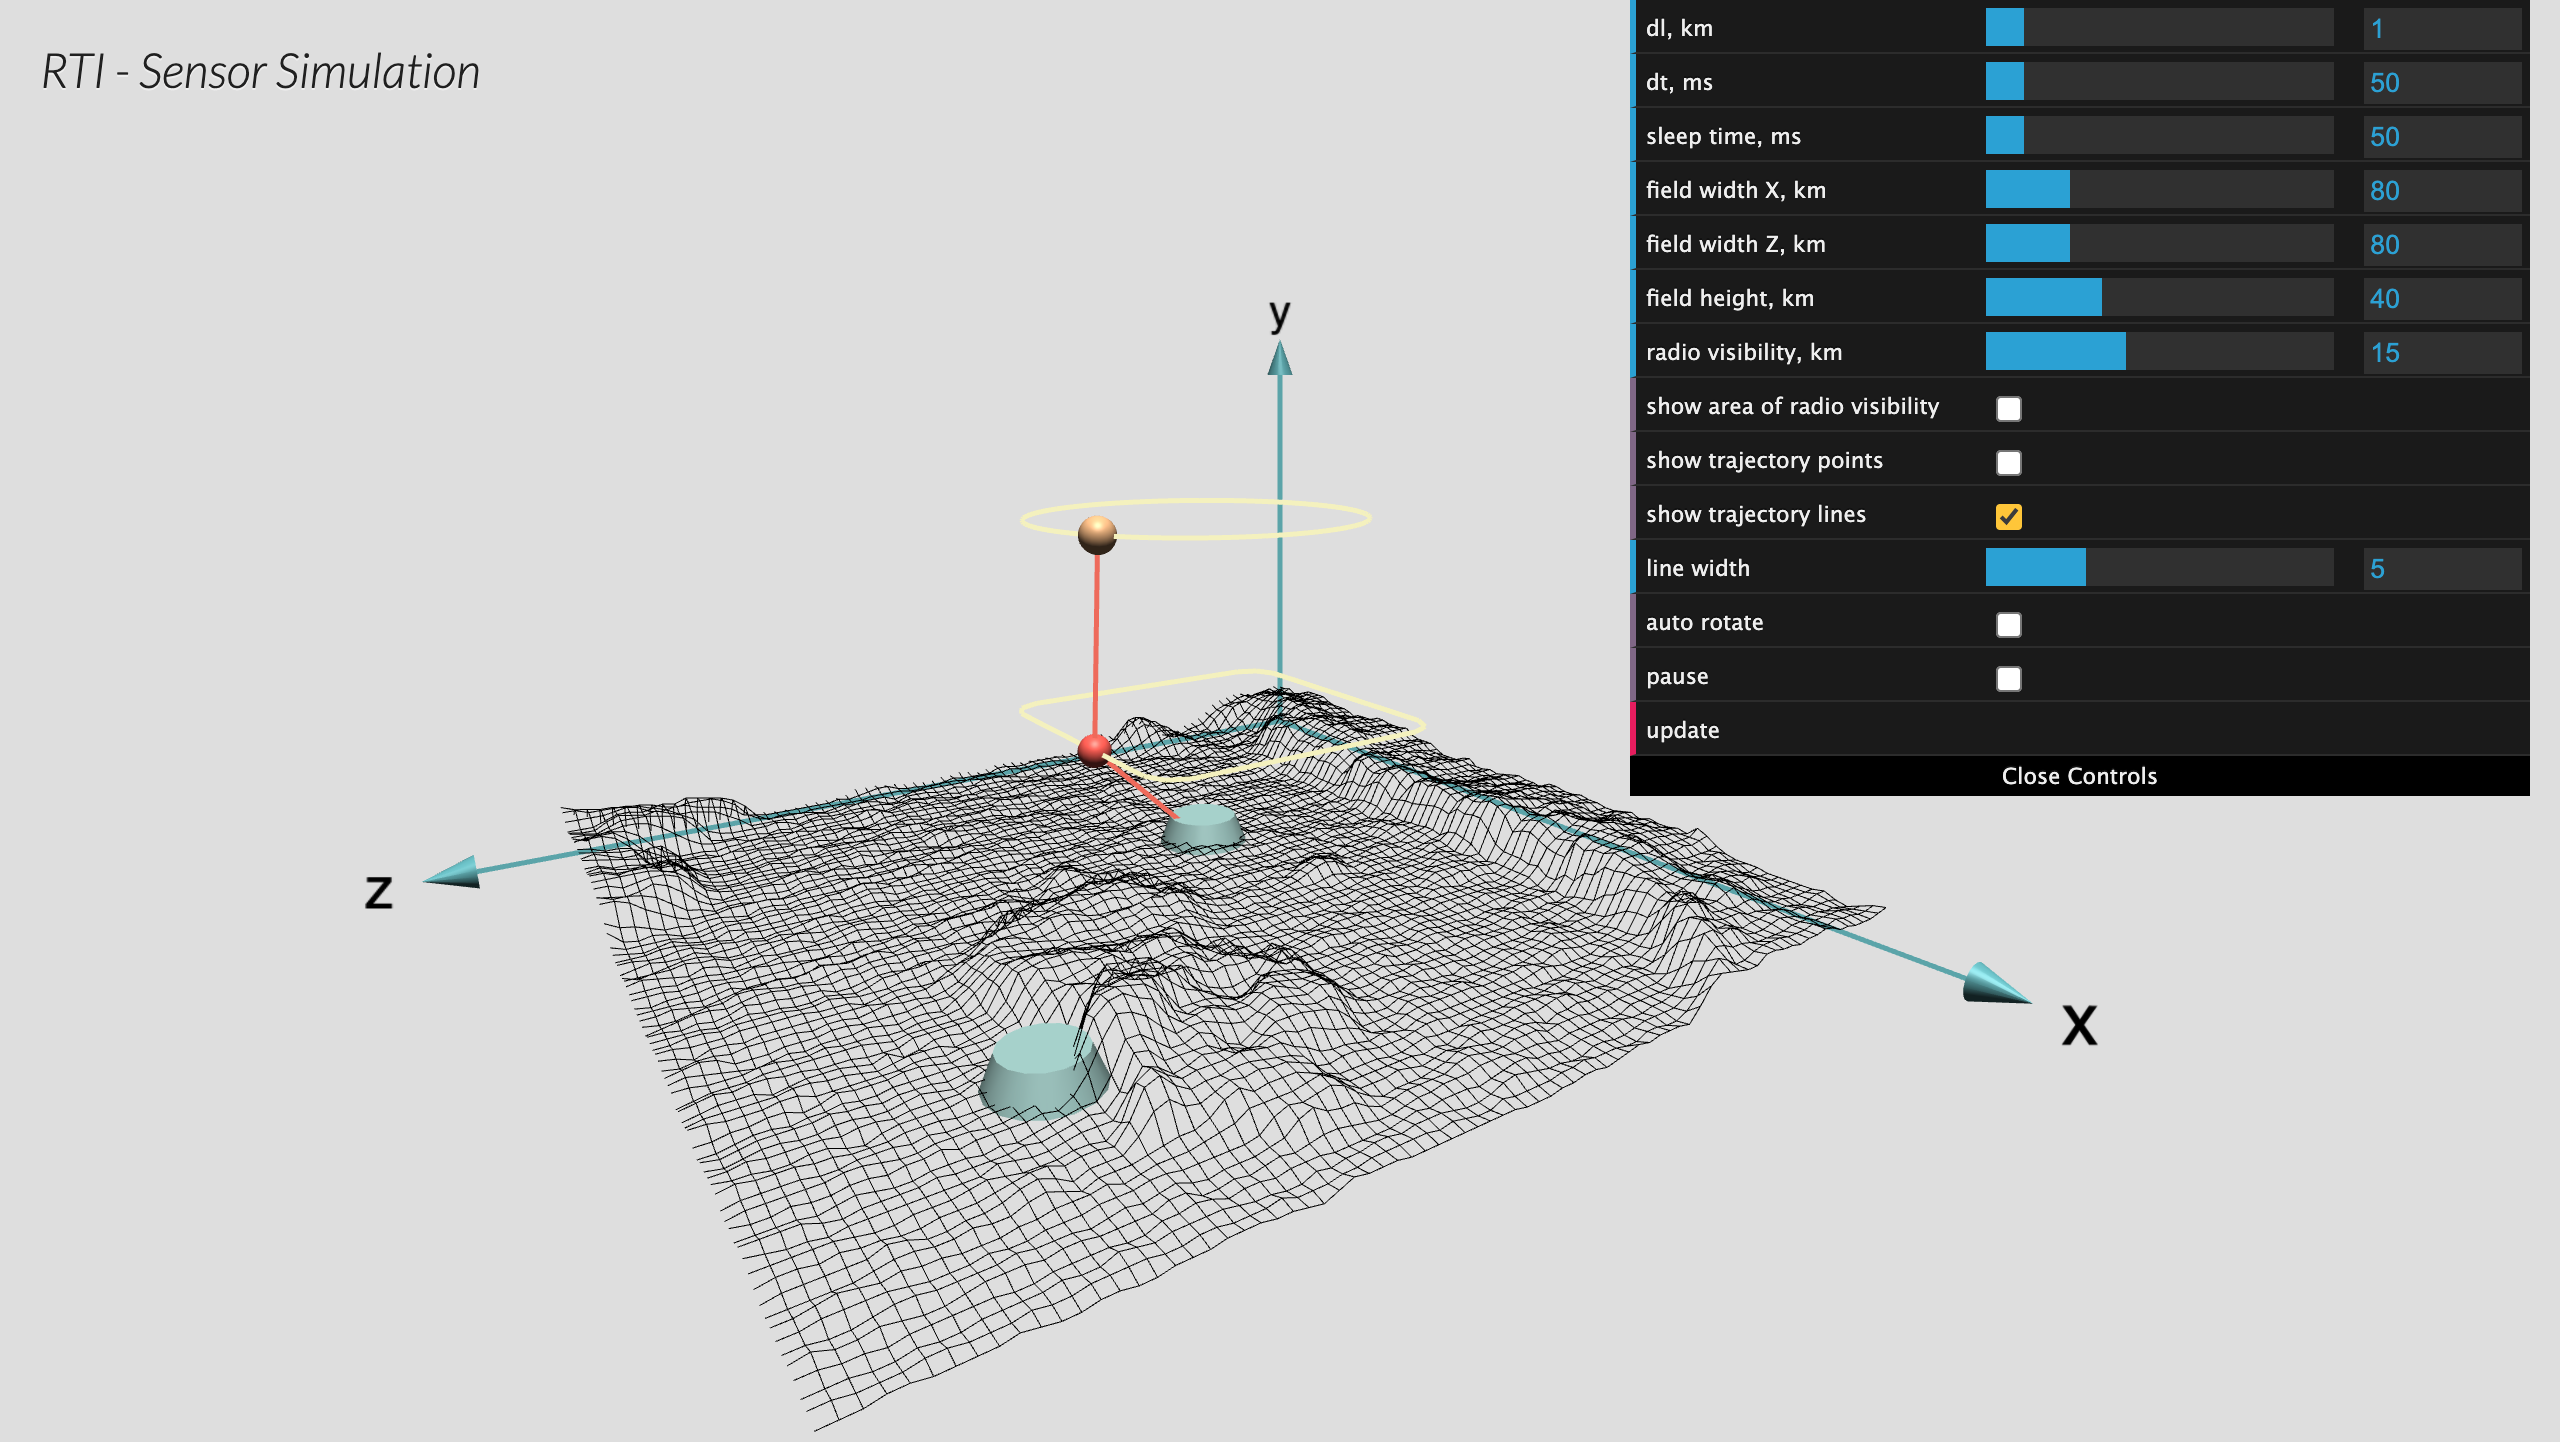 RTI - Sensor Simulation
dl, km 1
dt, ms 50
sleep time, ms 50
field width X, km 80
field width Z, km 80
field height, km 40
radio visibility, km 15
show area of radio visibility
show trajectory points
show trajectory lines
line width 5
auto rotate
pause
update
Close Controls
y
z
x